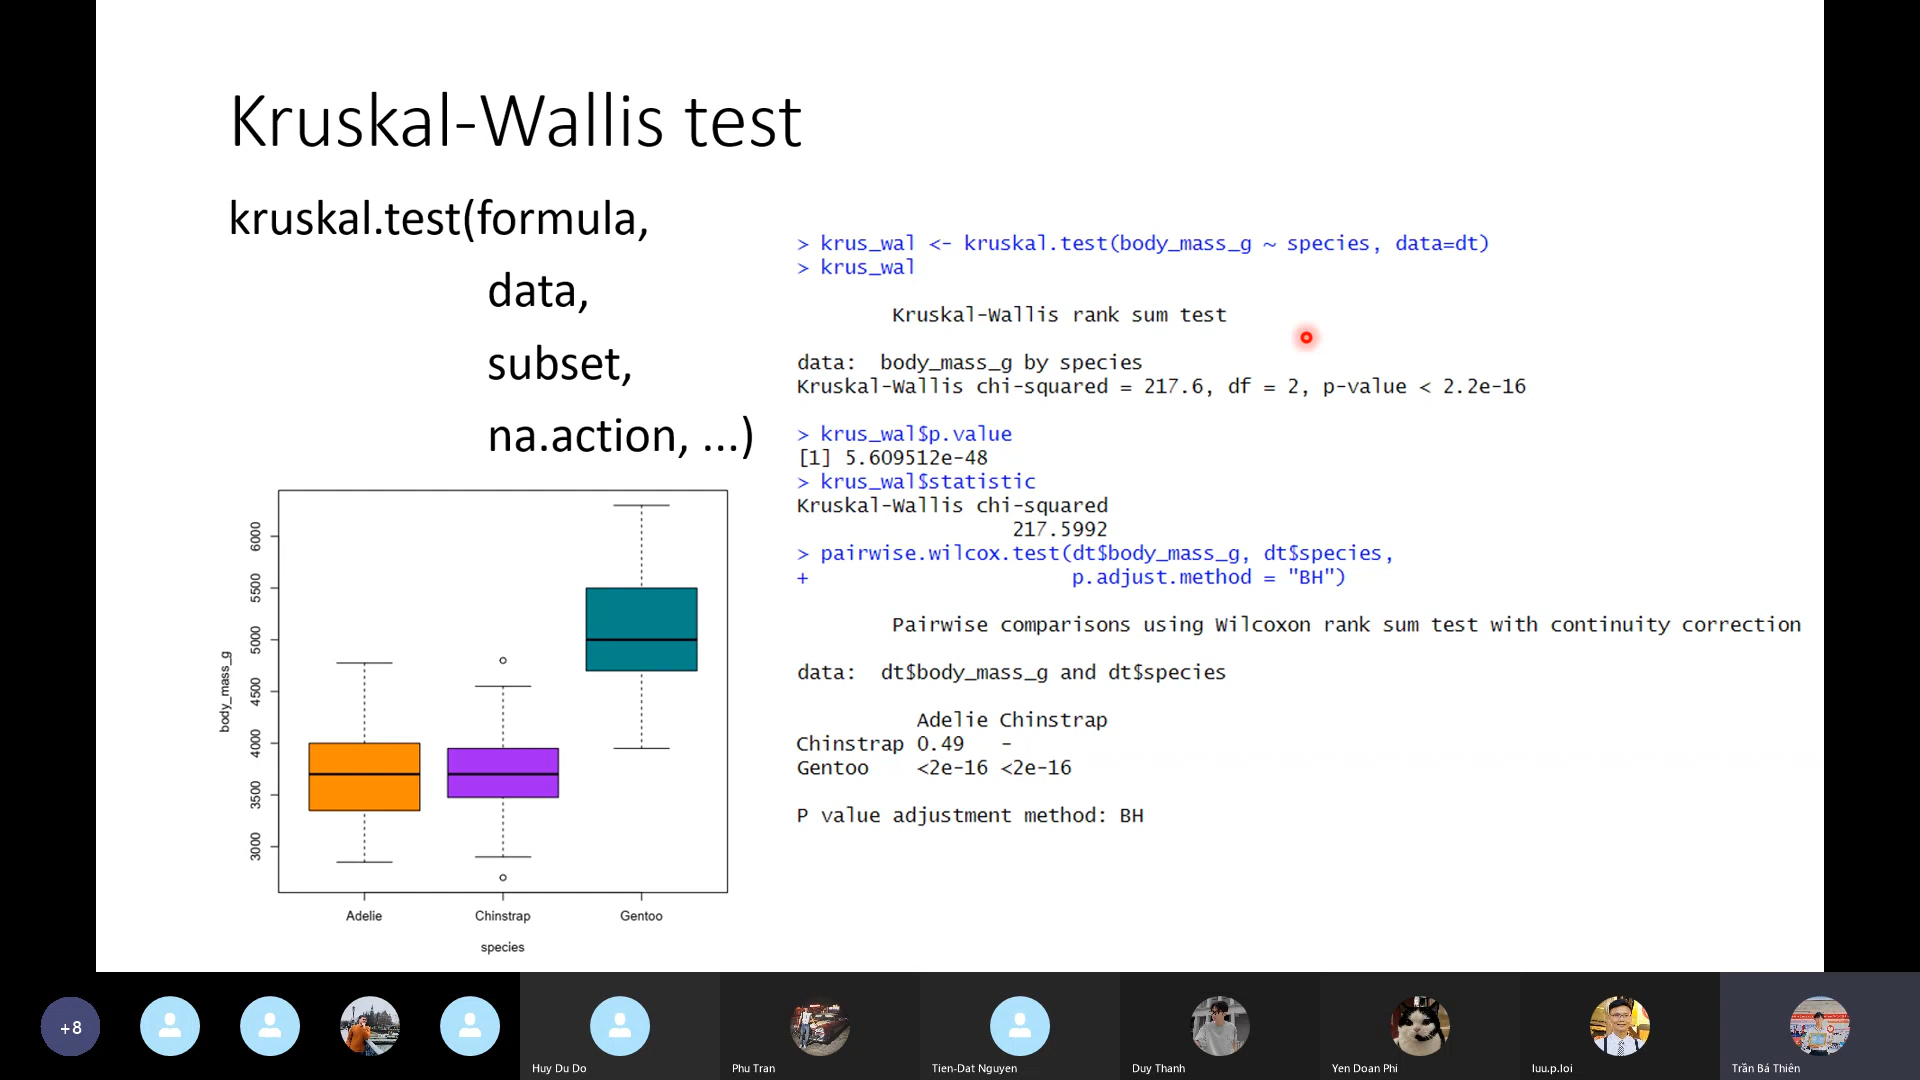 Kruskal-Wallis test
kruskal.test(formula,
data,
subset,
na.action, ...)
> krus_wal <- kruskal.test(body_mass_g ~ species, data=dt)
> krus_wal
Kruskal-Wallis rank sum test
data:  body_mass_g by species
Kruskal-Wallis chi-squared = 217.6, df = 2, p-value < 2.2e-16
> krus_wal$p.value
[1] 5.609512e-48
> krus_wal$statistic
Kruskal-Wallis chi-squared
217.5992
> pairwise.wilcox.test(dt$body_mass_g, dt$species,
+ p.adjust.method = "BH")
Pairwise comparisons using Wilcoxon rank sum test with continuity correction
data:  dt$body_mass_g and dt$species
Adelie Chinstrap
Chinstrap 0.49 -
Gentoo <2e-16 <2e-16
P value adjustment method: BH
body_mass_g
6000
5500
5000
4500
4000
3500
3000
Adelie Chinstrap Gentoo
species
+8
Huy Du Do
Phu Tran
Tien-Dat Nguyen
Duy Thanh
Yen Doan Phi
luu.p.loi
Trần Bá Thiên